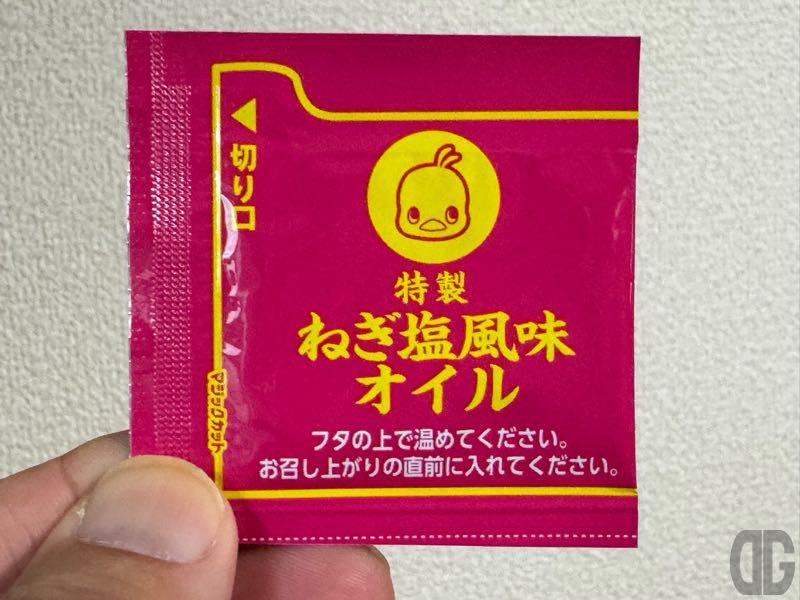 切り口
特製
ねぎ塩風味
オイル
マジックカット
フタの上で温めてください。
お召し上がりの直前に入れてください。
DG